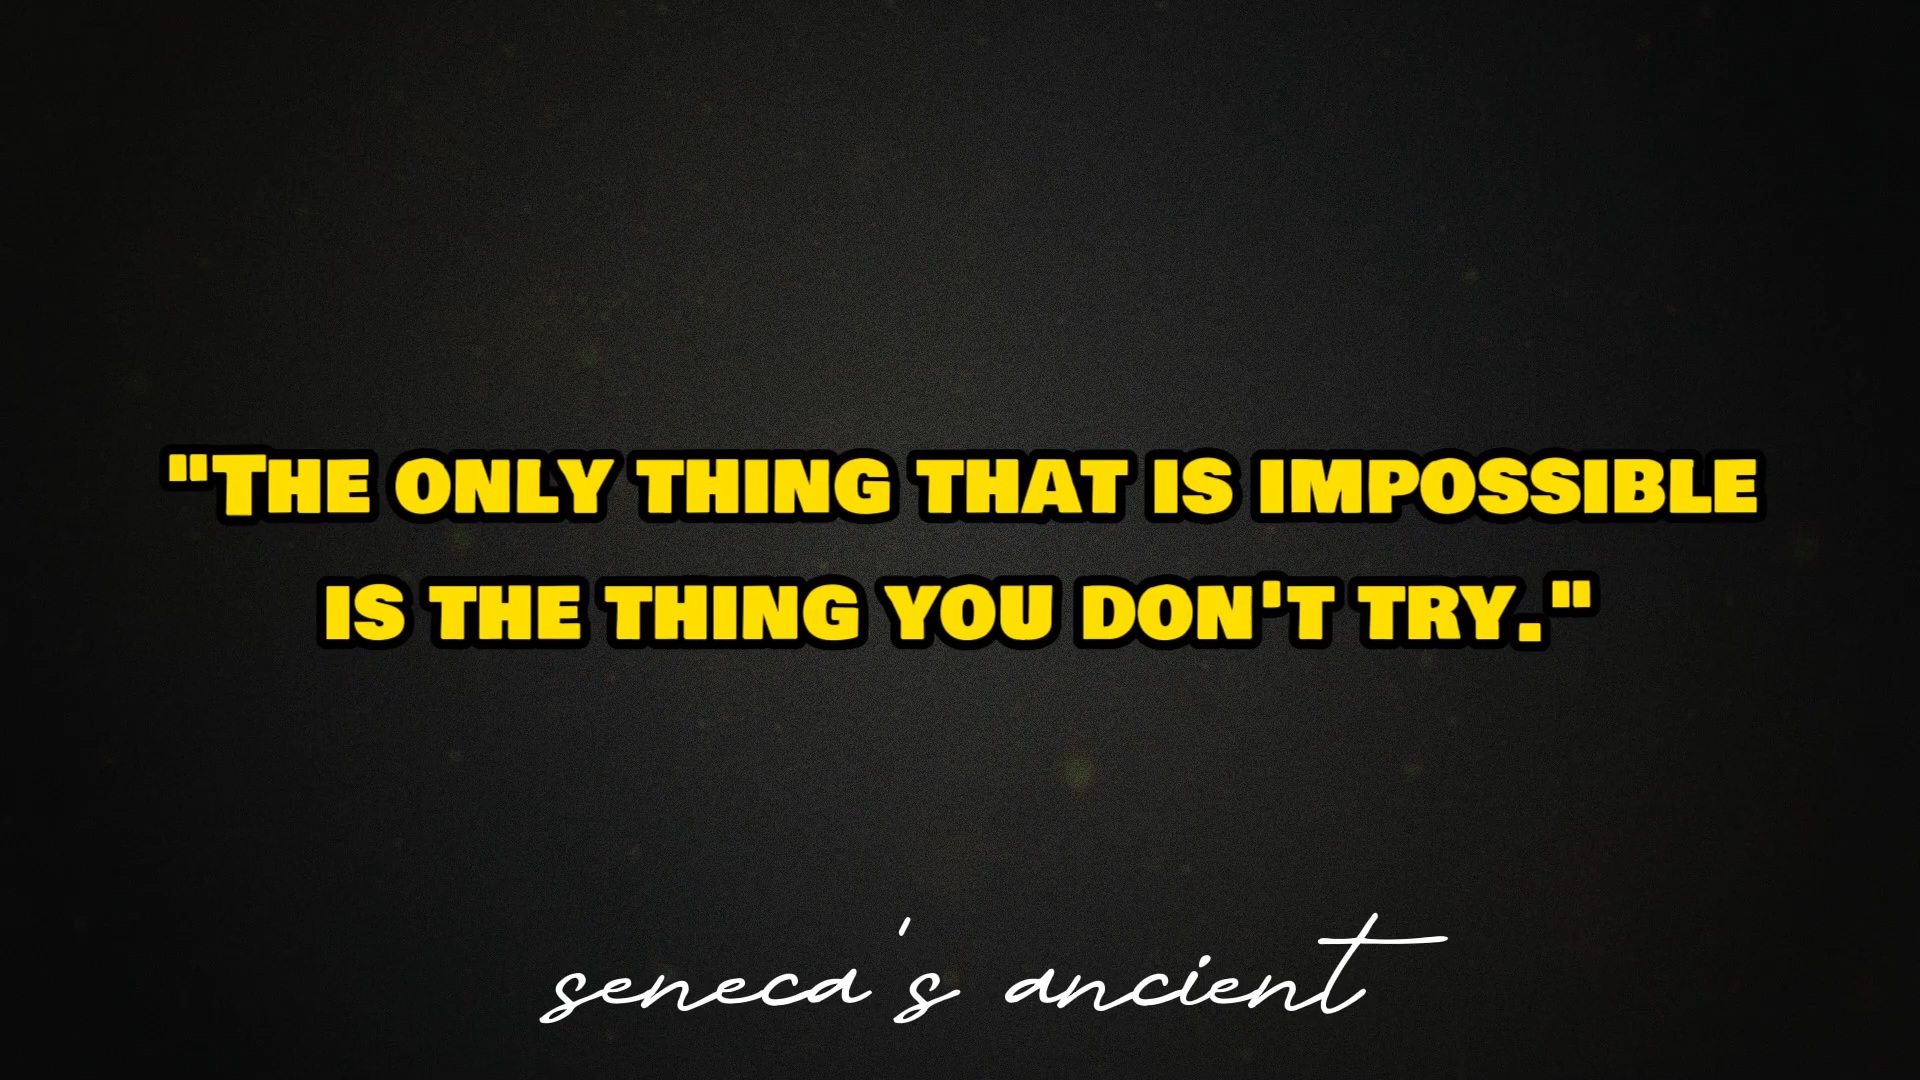 "The only thing that is impossible
is the thing you don't try."
seneca's ancient